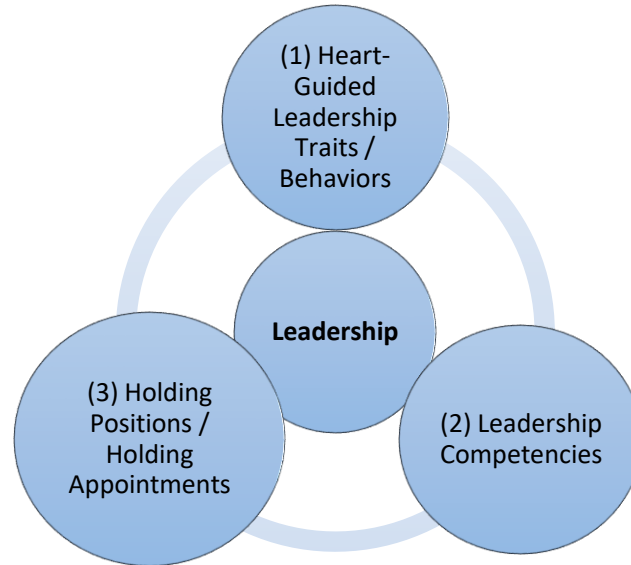 (1) Heart-
Guided
Leadership
Traits /
Behaviors
Leadership
(3) Holding
Positions /
Holding
Appointments
(2) Leadership
Competencies